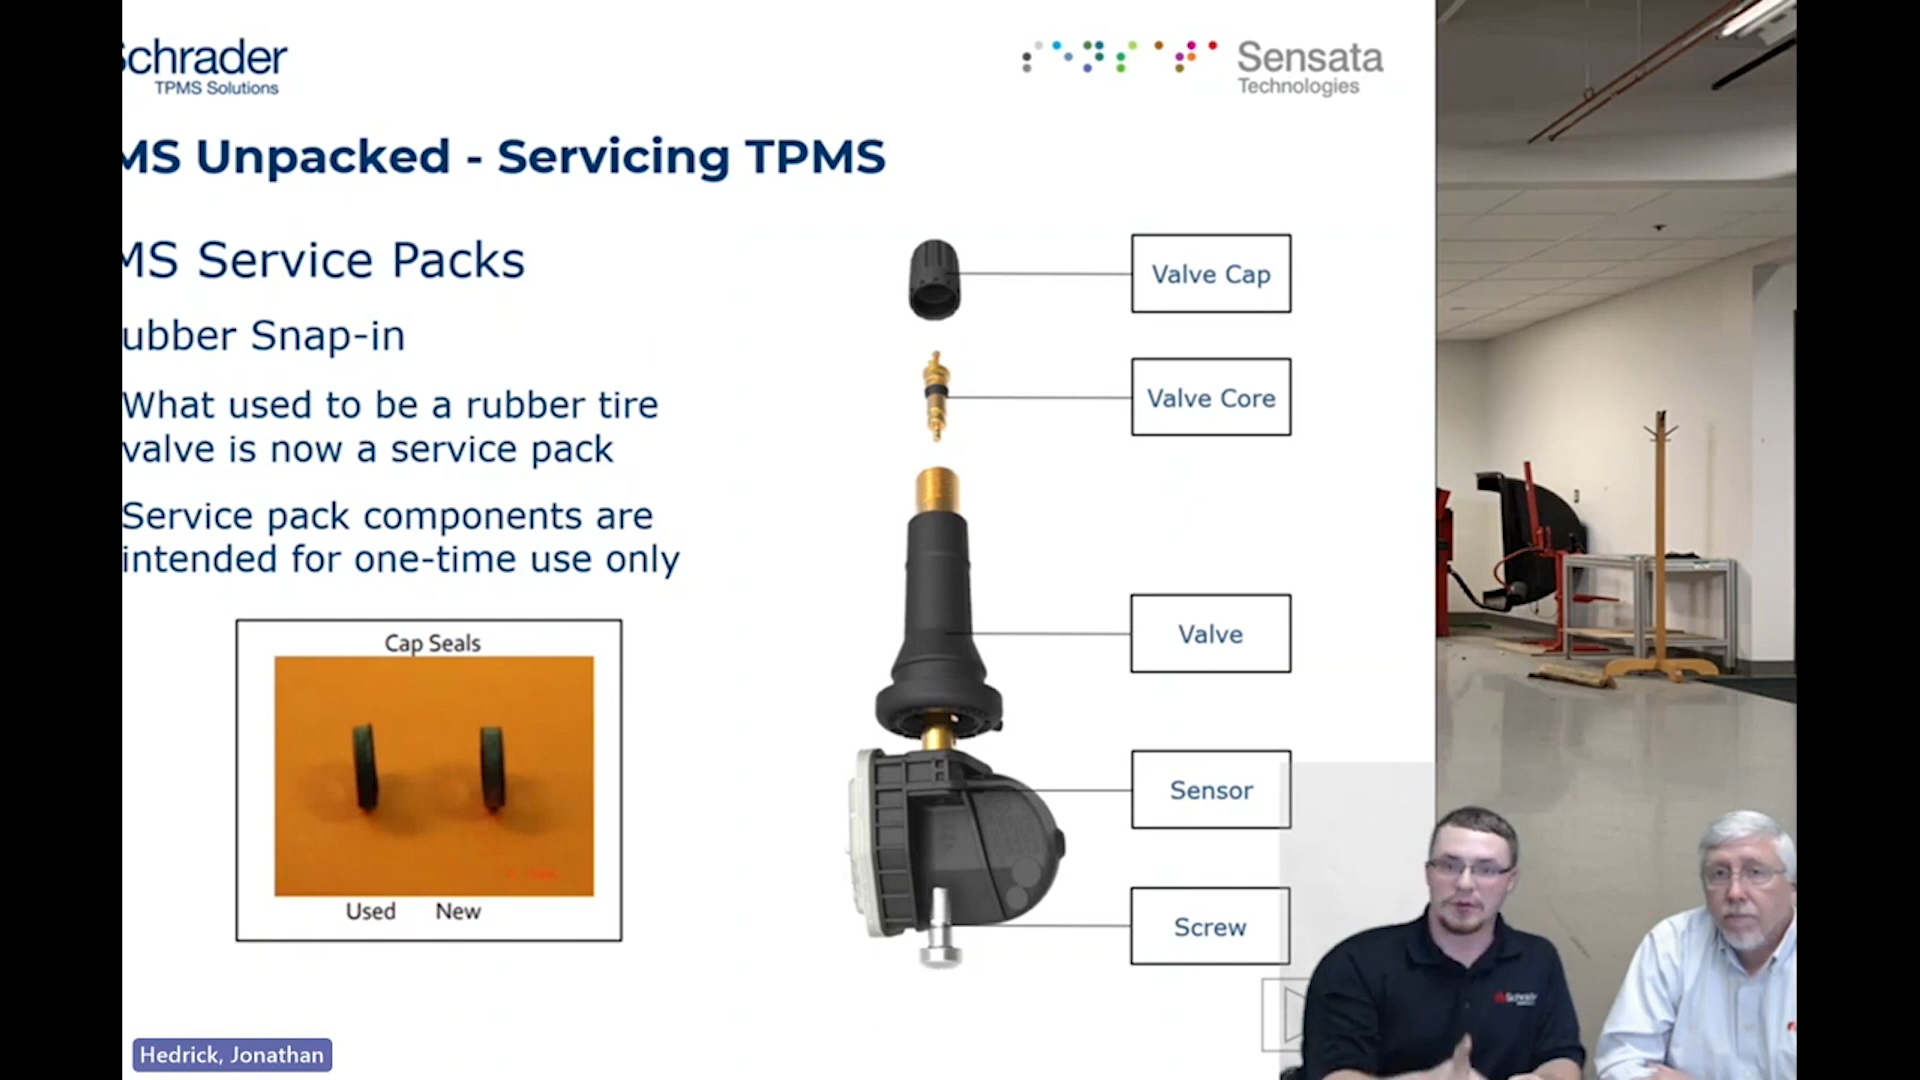 Schrader
TPMS Solutions
Sensata
Technologies
MS Unpacked - Servicing TPMS
MS Service Packs
ubber Snap-in
What used to be a rubber tire
valve is now a service pack
Service pack components are
intended for one-time use only
Cap Seals
Used New
Valve Cap
Valve Core
Valve
Sensor
Screw
Schrader
Hedrick, Jonathan